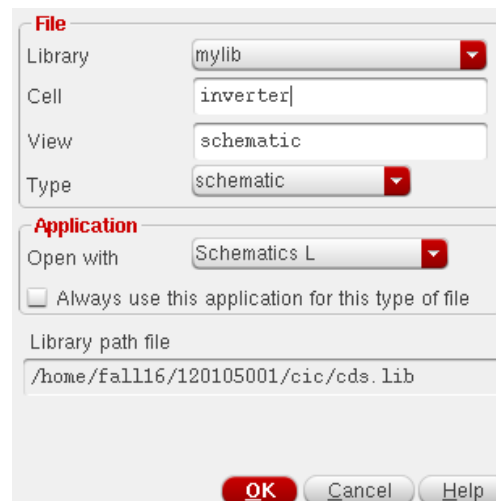 File
Library mylib
Cell inverter
View schematic
Type schematic
Application
Open with Schematics L
Always use this application for this type of file
Library path file
/home/fall16/120105001/cic/cds.lib
OK Cancel Help